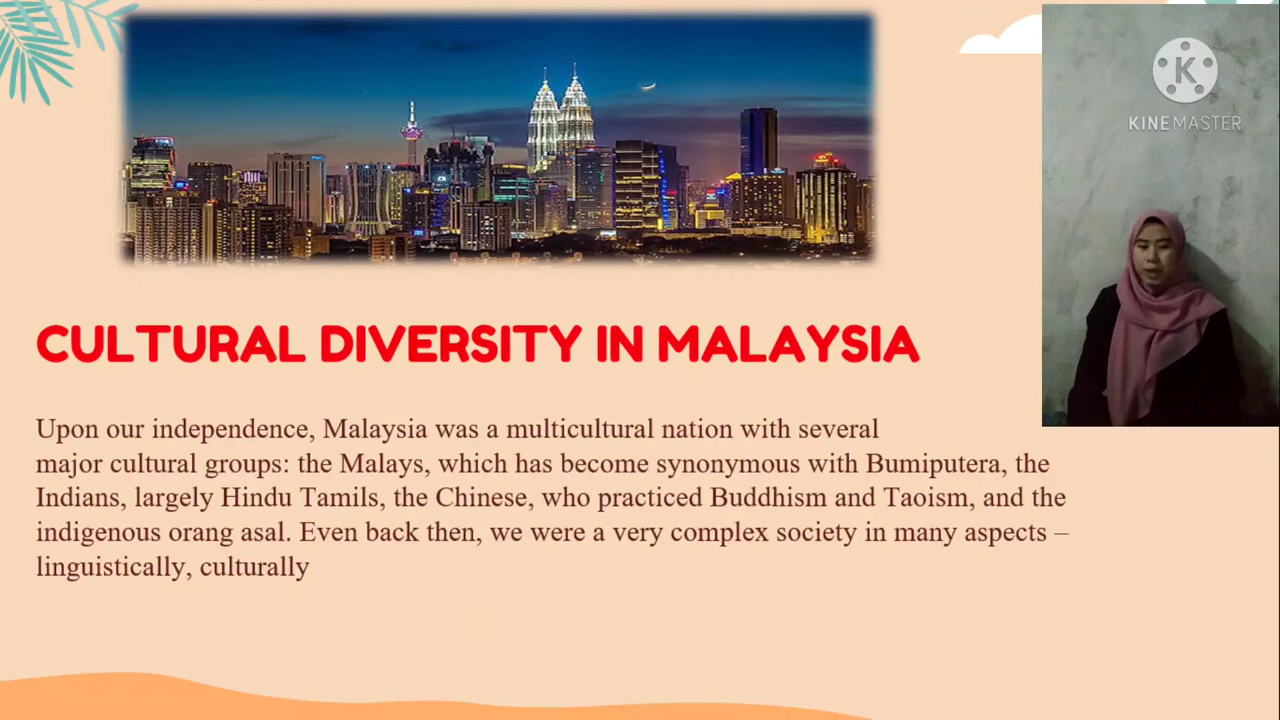 K
KINEMASTER
CULTURAL DIVERSITY IN MALAYSIA
Upon our independence, Malaysia was a multicultural nation with several
major cultural groups: the Malays, which has become synonymous with Bumiputera, the
Indians, largely Hindu Tamils, the Chinese, who practiced Buddhism and Taoism, and the
indigenous orang asal. Even back then, we were a very complex society in many aspects –
linguistically, culturally